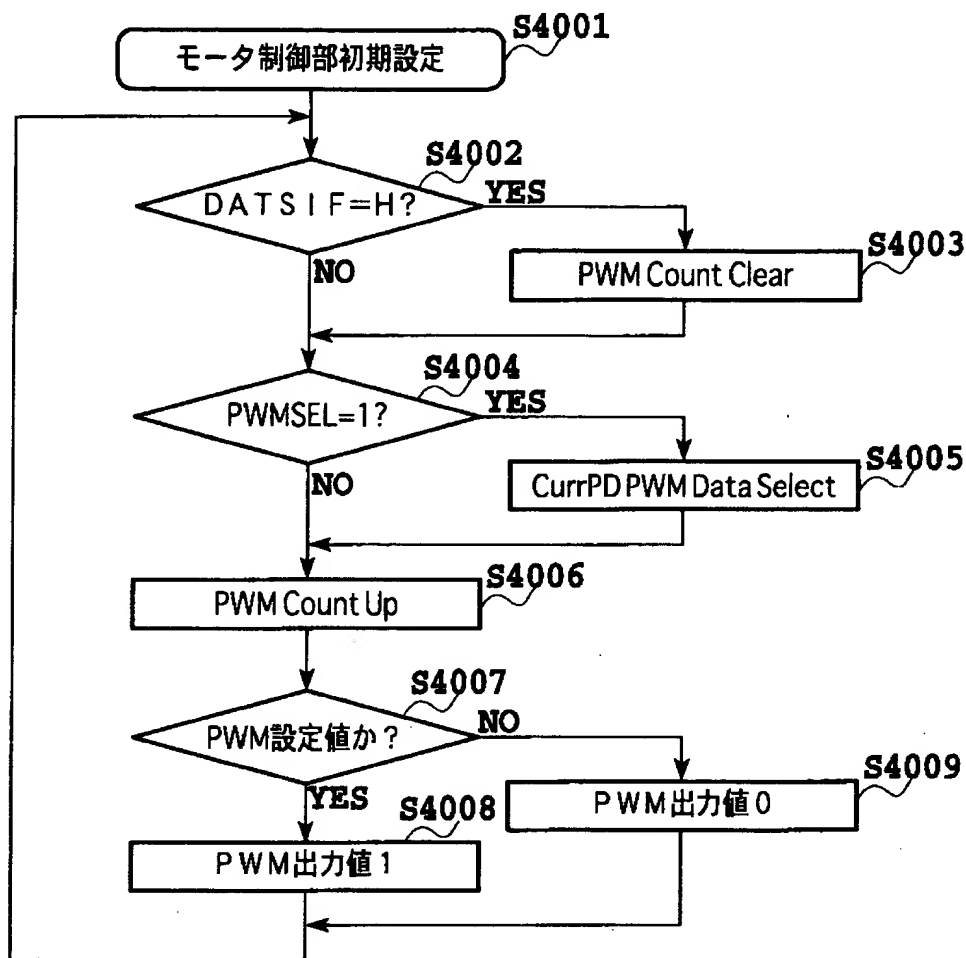 S4001
モータ制御部初期設定
S4002
DATSIF=H?
YES
NO
S4003
PWM Count Clear
S4004
PWMSEL=1?
YES
NO
S4005
CurrPD PWM Data Select
S4006
PWM Count Up
S4007
PWM設定値か?
NO
YES
S4009
PWM出力値0
S4008
PWM出力値1